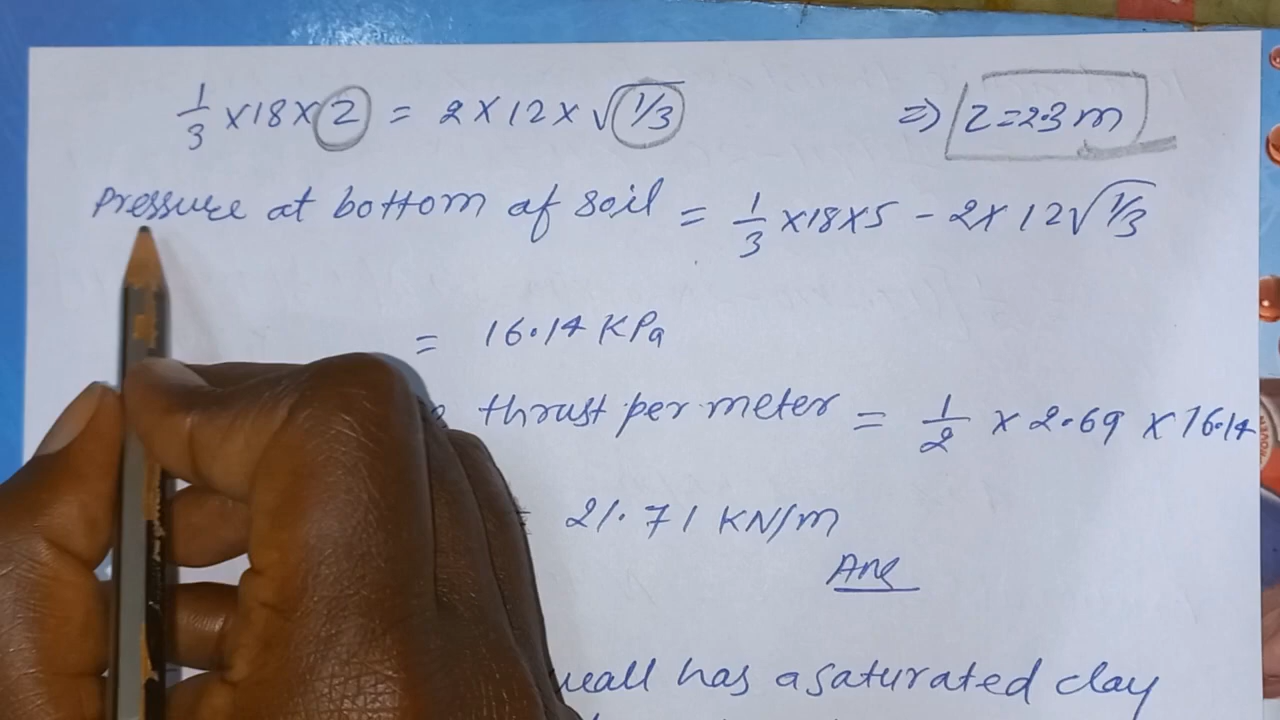 1/3 × 18 × Z = 2 × 12 × √1/3 ⇒ Z = 2.3 m
Pressure at bottom of soil = 1/3 × 18 × 5 − 2 × 12 √1/3
= 16.14 KPa
thrust per meter = 1/2 × 2.69 × 16.14
21.71 KN/m
Ans
wall has a saturated clay